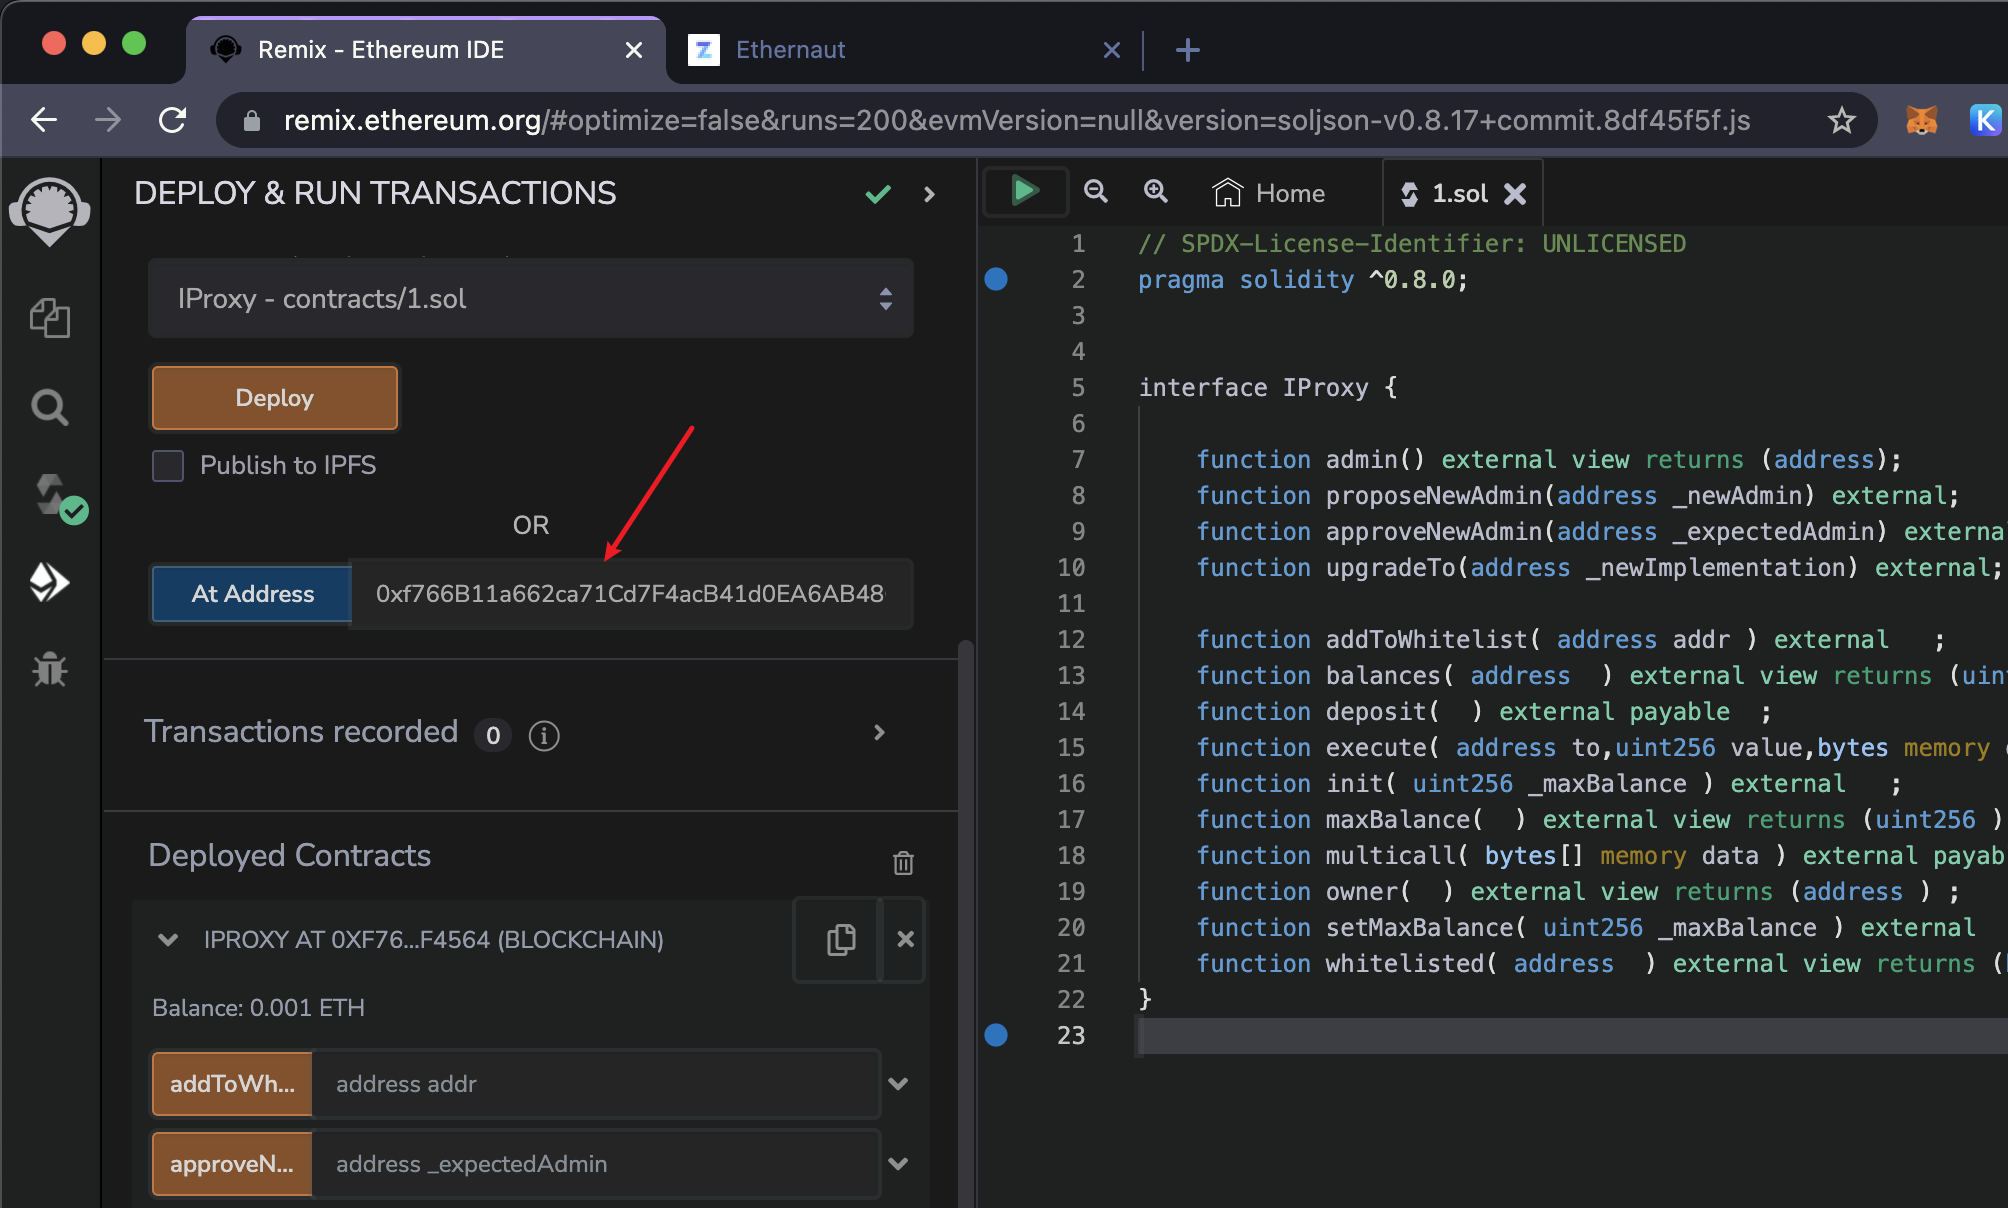 Remix - Ethereum IDE
Ethernaut
remix.ethereum.org/#optimize=false&runs=200&evmVersion=null&version=soljson-v0.8.17+commit.8df45f5f.js
K
DEPLOY & RUN TRANSACTIONS
IProxy - contracts/1.sol
Deploy
Publish to IPFS
OR
At Address
0xf766B11a662ca71Cd7F4acB41d0EA6AB48
Transactions recorded 0 i
Deployed Contracts
IPROXY AT 0XF76...F4564 (BLOCKCHAIN)
Balance: 0.001 ETH
addToWh... address addr
approveN... address _expectedAdmin
Home
1.sol
1 // SPDX-License-Identifier: UNLICENSED
2 pragma solidity ^0.8.0;
3
4
5 interface IProxy {
6
7 function admin() external view returns (address);
8 function proposeNewAdmin(address _newAdmin) external;
9 function approveNewAdmin(address _expectedAdmin) externa
10 function upgradeTo(address _newImplementation) external;
11
12 function addToWhitelist( address addr ) external   ;
13 function balances( address  ) external view returns (uin
14 function deposit(  ) external payable  ;
15 function execute( address to,uint256 value,bytes memory
16 function init( uint256 _maxBalance ) external   ;
17 function maxBalance(  ) external view returns (uint256 )
18 function multicall( bytes[] memory data ) external payab
19 function owner(  ) external view returns (address ) ;
20 function setMaxBalance( uint256 _maxBalance ) external
21 function whitelisted( address  ) external view returns (
22 }
23